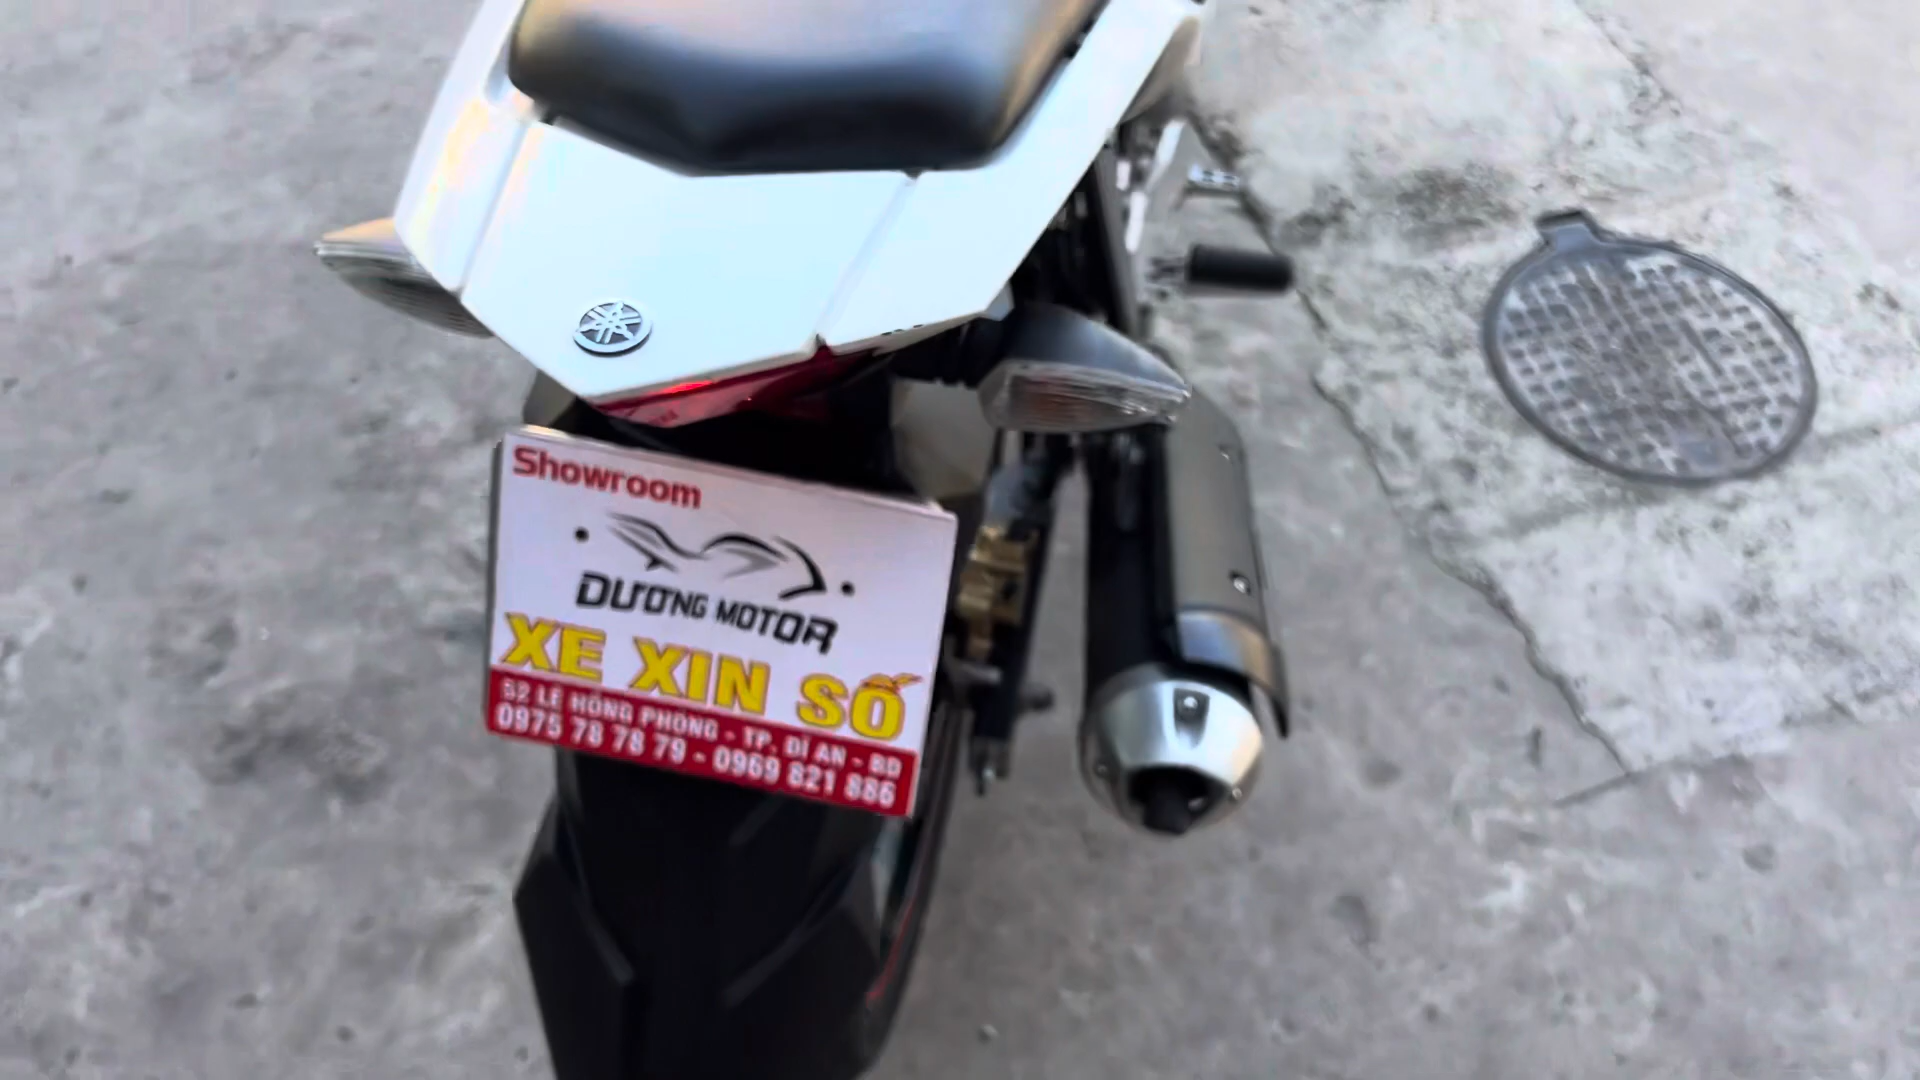 Showroom
DƯƠNG MOTOR
XE XIN SỐ
52 LÊ HỒNG PHONG - TP. DĨ AN - BD
0975 78 78 79 - 0969 821 886